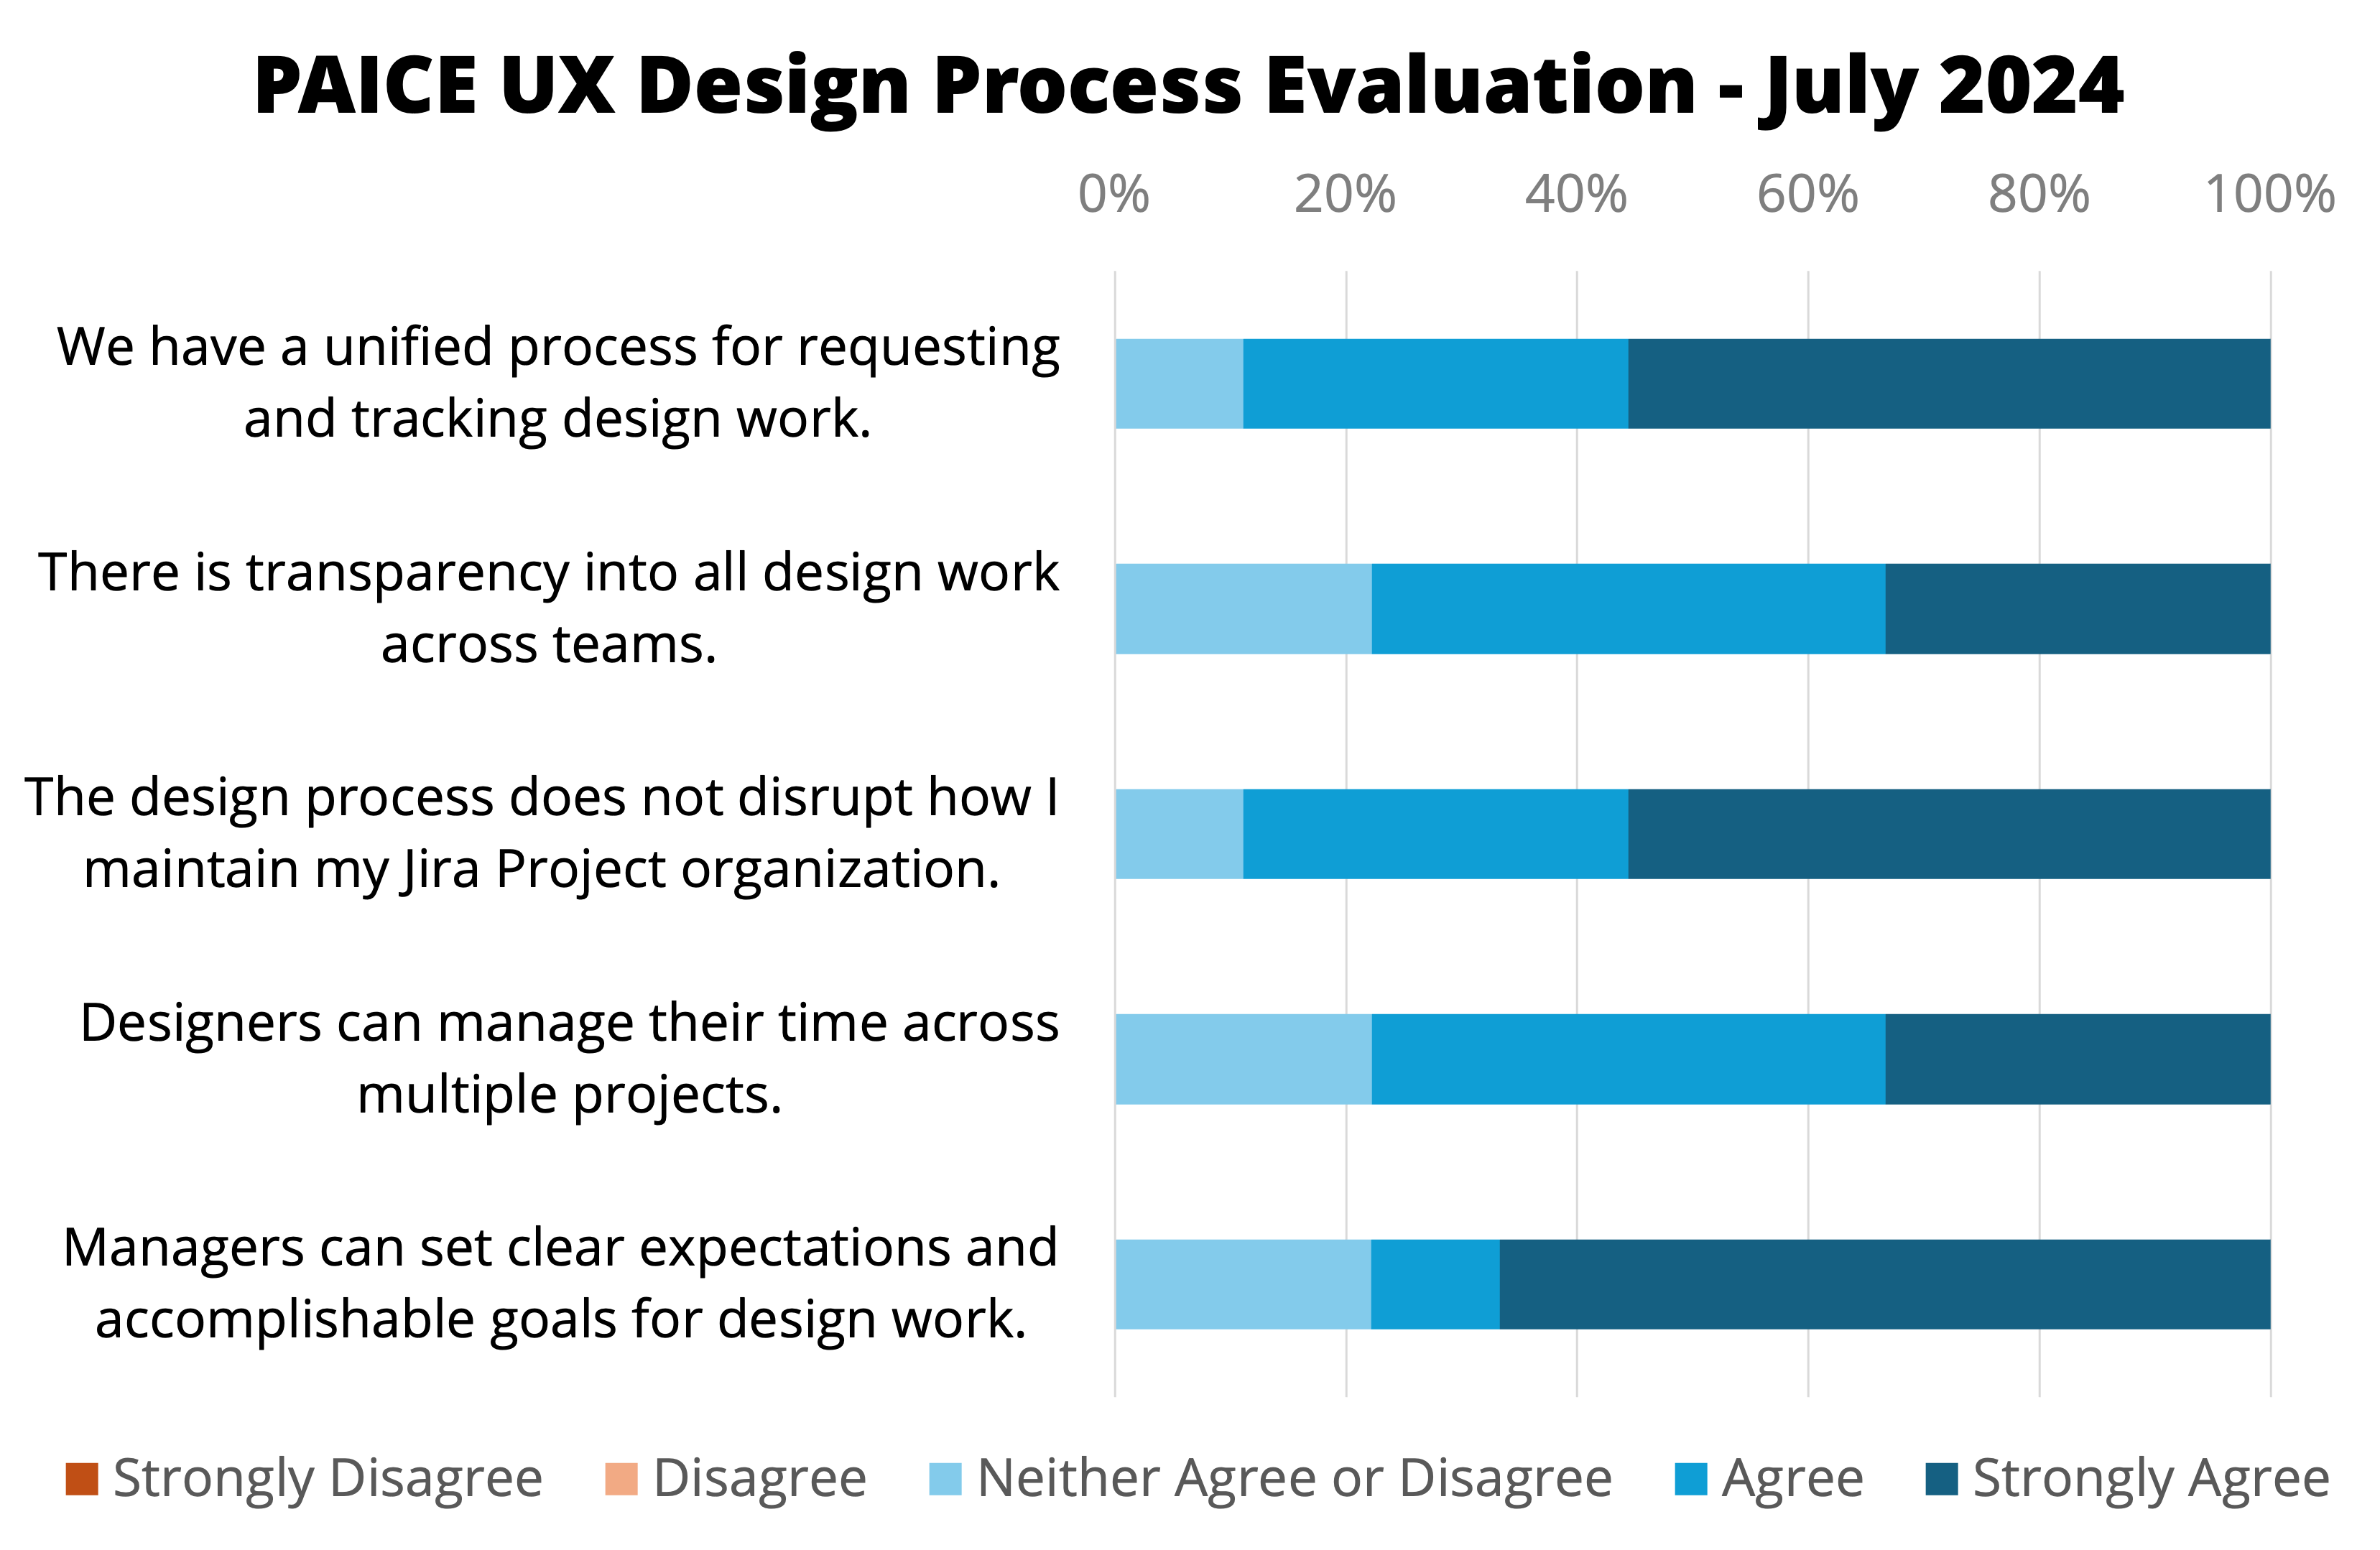 PAICE UX Design Process Evaluation - July 2024
0% 20% 40% 60% 80% 100%
We have a unified process for requesting
and tracking design work.
There is transparency into all design work
across teams.
The design process does not disrupt how I
maintain my Jira Project organization.
Designers can manage their time across
multiple projects.
Managers can set clear expectations and
accomplishable goals for design work.
Strongly Disagree Disagree Neither Agree or Disagree Agree Strongly Agree